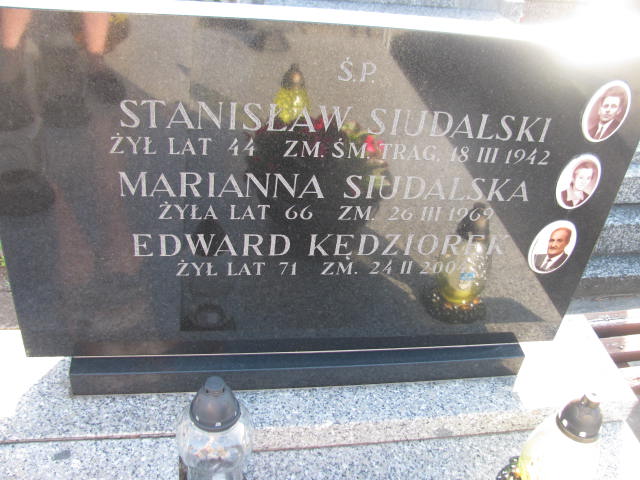 Ś.P.
STANISŁAW SIUDALSKI
ŻYŁ LAT 44 ZM. ŚM. TRAG. 18 III 1942
MARIANNA SIUDALSKA
ŻYŁA LAT 66 ZM. 26 III 1969
EDWARD KĘDZIOREK
ŻYŁ LAT 71 ZM. 24 II